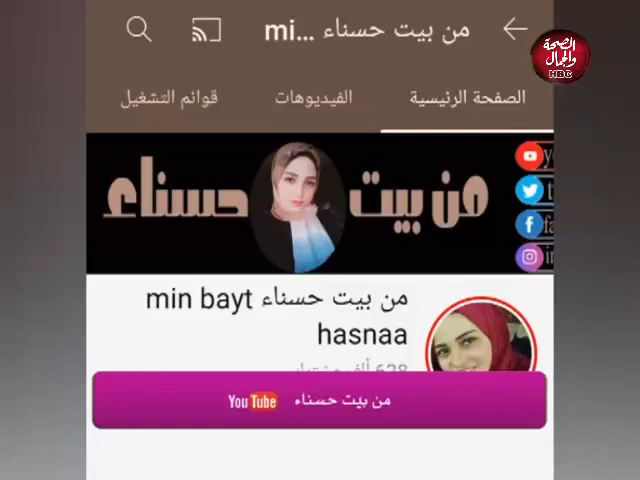 من بيت حسناء mi...
الصحة
والجمال
HBC
الصفحة الرئيسية
الفيديوهات
قوائم التشغيل
من بيت حسناء
من بيت حسناء min bayt
hasnaa
من بيت حسناء YouTube